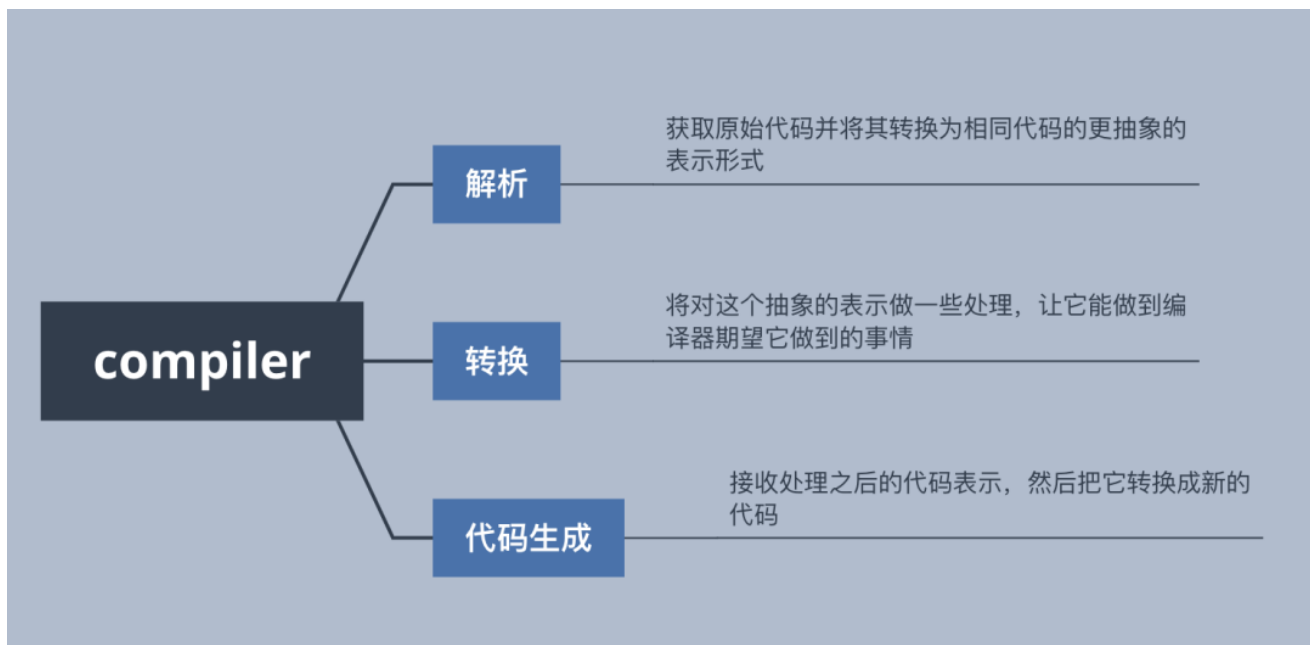 获取原始代码并将其转换为相同代码的更抽象的
表示形式
解析
将对这个抽象的表示做一些处理，让它能做到编
译器期望它做到的事情
compiler
转换
接收处理之后的代码表示，然后把它转换成新的
代码
代码生成